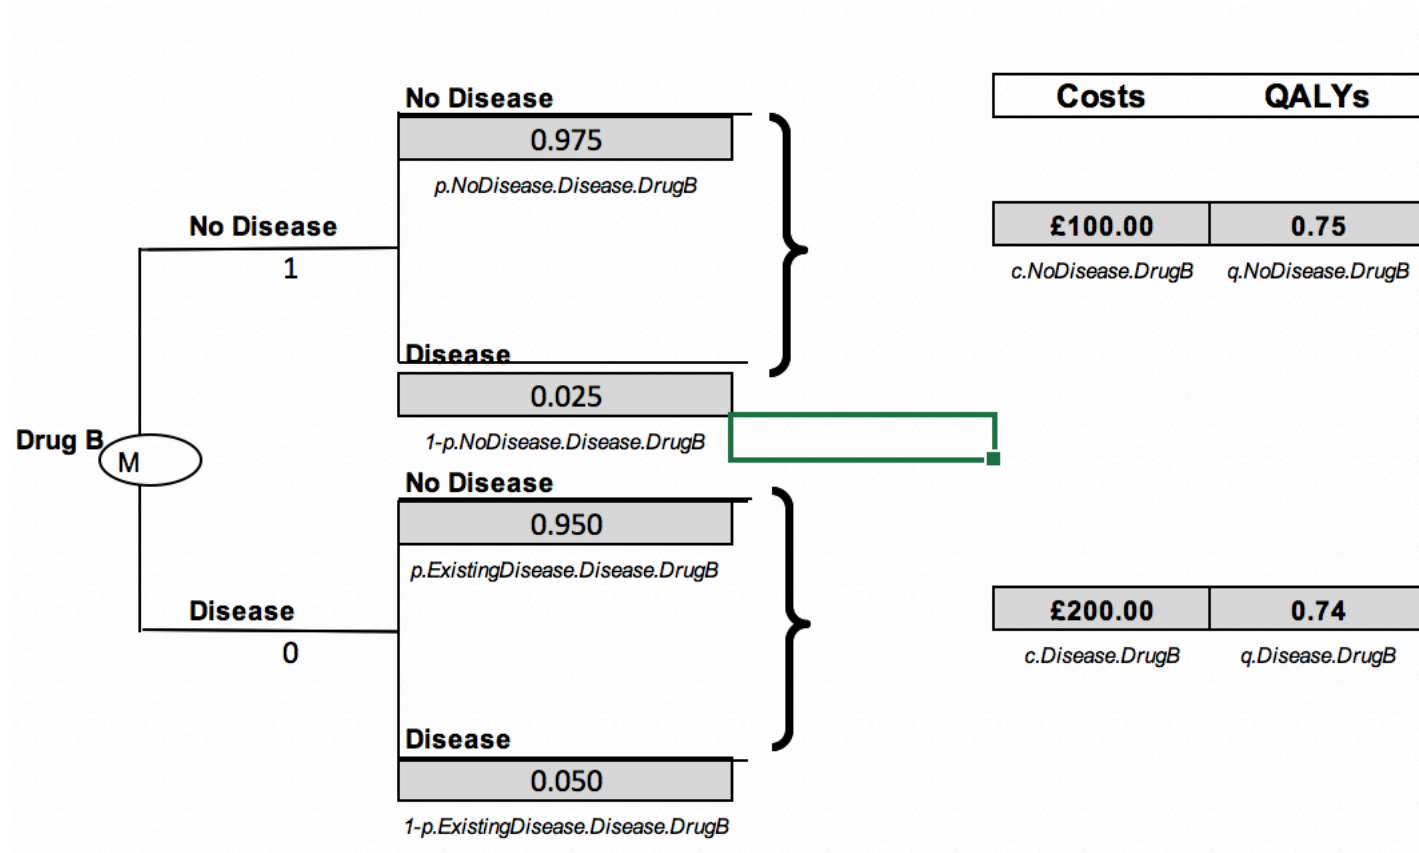 Costs QALYs
No Disease
0.975
p.NoDisease.Disease.DrugB
No Disease
1
£100.00 0.75
c.NoDisease.DrugB q.NoDisease.DrugB
Disease
0.025
1-p.NoDisease.Disease.DrugB
Drug B
M
No Disease
0.950
p.ExistingDisease.Disease.DrugB
Disease
0
£200.00 0.74
c.Disease.DrugB q.Disease.DrugB
Disease
0.050
1-p.ExistingDisease.Disease.DrugB